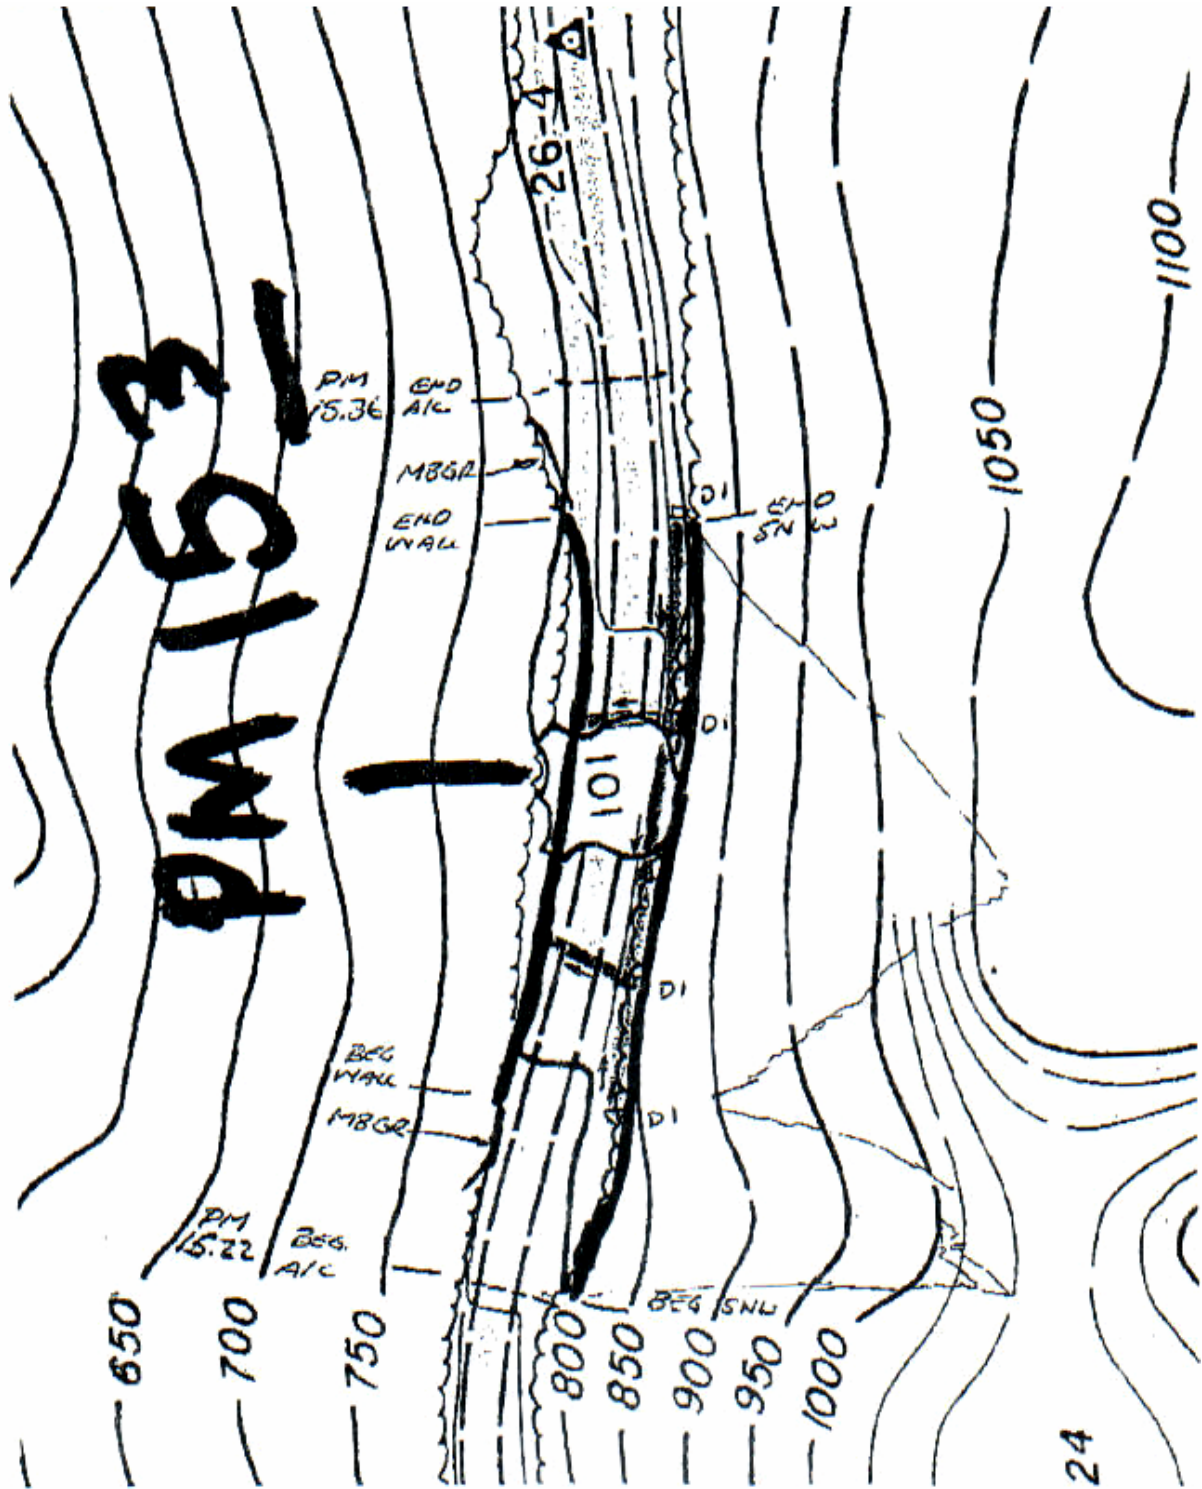 26-4
1100
1050
PM
15.36
END
A/C
MBGR
END
WALL
D1
END
SNW
PM 15.3
D1
101
D1
BEG
WALL
MBGR
D1
PM
15.22
BEG.
A/C
BEG SNW
650
700
750
800
850
900
950
1000
24